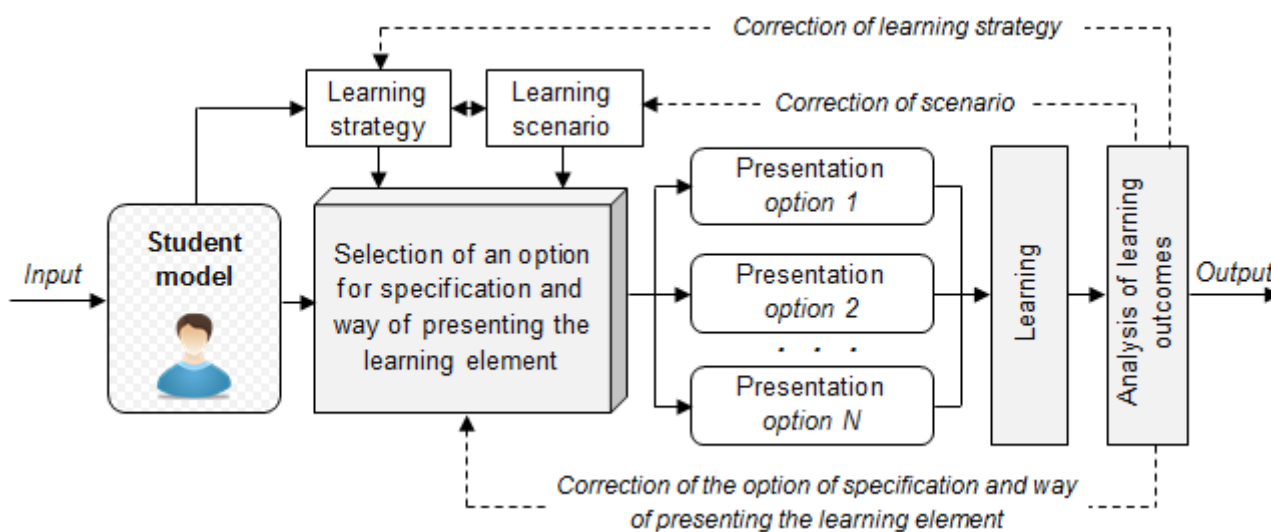 Correction of learning strategy
Learning
strategy
Learning
scenario
Correction of scenario
Input
Student
model
Selection of an option
for specification and
way of presenting the
learning element
Presentation
option 1
Presentation
option 2
. . .
Presentation
option N
Learning
Analysis of learning
outcomes
Output
Correction of the option of specification and way
of presenting the learning element